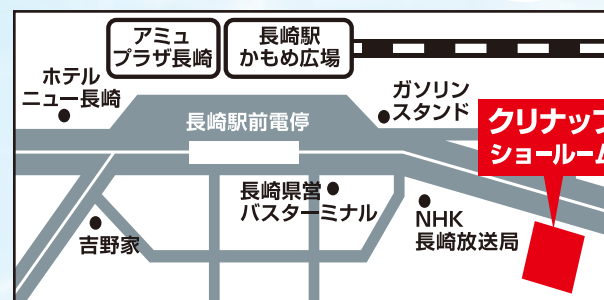 アミュ
プラザ長崎
長崎駅
かもめ広場
ホテル
ニュー長崎
ガソリン
スタンド
クリナップ
ショールーム
長崎駅前電停
長崎県営
バスターミナル
NHK
長崎放送局
吉野家